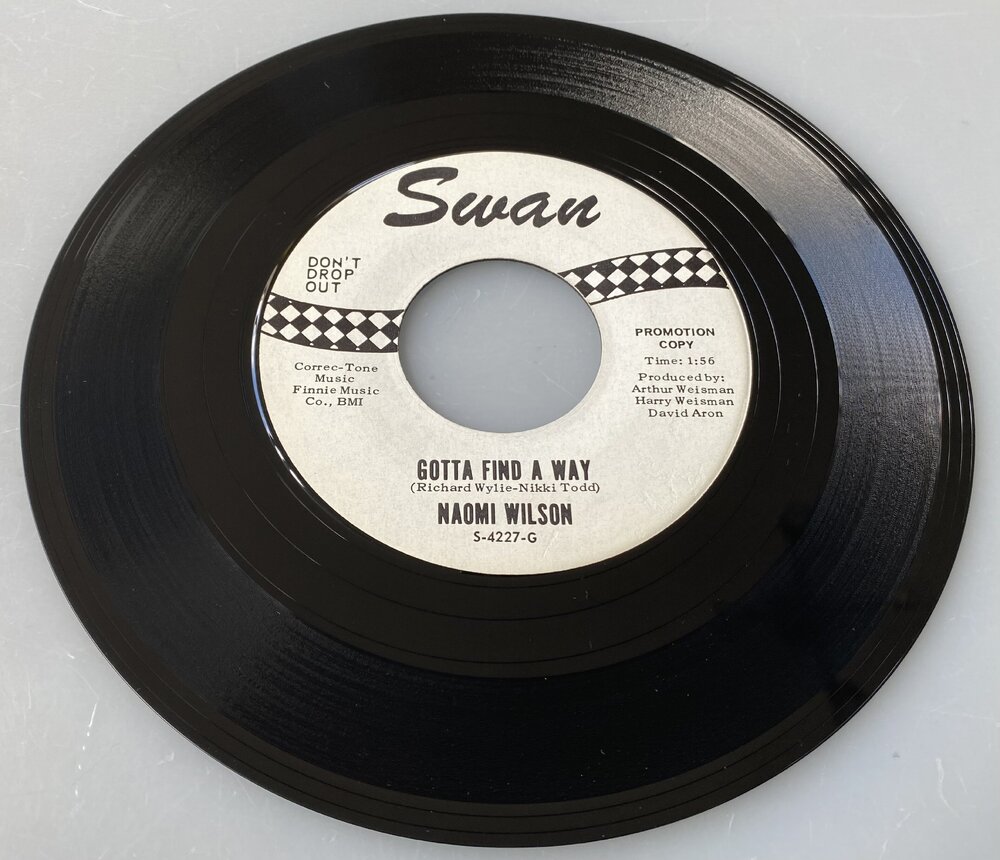 Swan
DON'T
DROP
OUT
PROMOTION
COPY
Time: 1:56
Produced by:
Arthur Weisman
Harry Weisman
David Aron
Correc-Tone
Music
Finnie Music
Co., BMI
GOTTA FIND A WAY
(Richard Wylie-Nikki Todd)
NAOMI WILSON
S-4227-G